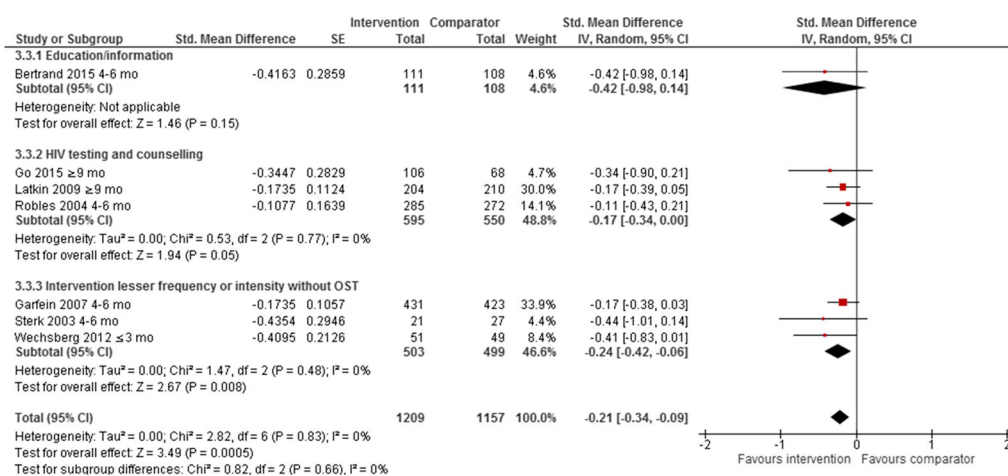 Intervention Comparator Std. Mean Difference Std. Mean Difference
Study or Subgroup Std. Mean Difference SE Total Total Weight IV, Random, 95% CI IV, Random, 95% CI
3.3.1 Education/information
Bertrand 2015 4-6 mo -0.4163 0.2859 111 108 4.6% -0.42 [-0.98, 0.14]
Subtotal (95% CI) 111 108 4.6% -0.42 [-0.98, 0.14]
Heterogeneity: Not applicable
Test for overall effect: Z = 1.46 (P = 0.15)
3.3.2 HIV testing and counselling
Go 2015 ≥9 mo -0.3447 0.2829 106 68 4.7% -0.34 [-0.90, 0.21]
Latkin 2009 ≥9 mo -0.1735 0.1124 204 210 30.0% -0.17 [-0.39, 0.05]
Robles 2004 4-6 mo -0.1077 0.1639 285 272 14.1% -0.11 [-0.43, 0.21]
Subtotal (95% CI) 595 550 48.8% -0.17 [-0.34, 0.00]
Heterogeneity: Tau² = 0.00; Chi² = 0.53, df = 2 (P = 0.77); I² = 0%
Test for overall effect: Z = 1.94 (P = 0.05)
3.3.3 Intervention lesser frequency or intensity without OST
Garfein 2007 4-6 mo -0.1735 0.1057 431 423 33.9% -0.17 [-0.38, 0.03]
Sterk 2003 4-6 mo -0.4354 0.2946 21 27 4.4% -0.44 [-1.01, 0.14]
Wechsberg 2012 ≤3 mo -0.4095 0.2126 51 49 8.4% -0.41 [-0.83, 0.01]
Subtotal (95% CI) 503 499 46.6% -0.24 [-0.42, -0.06]
Heterogeneity: Tau² = 0.00; Chi² = 1.47, df = 2 (P = 0.48); I² = 0%
Test for overall effect: Z = 2.67 (P = 0.008)
Total (95% CI) 1209 1157 100.0% -0.21 [-0.34, -0.09]
Heterogeneity: Tau² = 0.00; Chi² = 2.82, df = 6 (P = 0.83); I² = 0%
Test for overall effect: Z = 3.49 (P = 0.0005)
Test for subgroup differences: Chi² = 0.82, df = 2 (P = 0.66), I² = 0%
-2 -1 0 1 2
Favours intervention Favours comparator